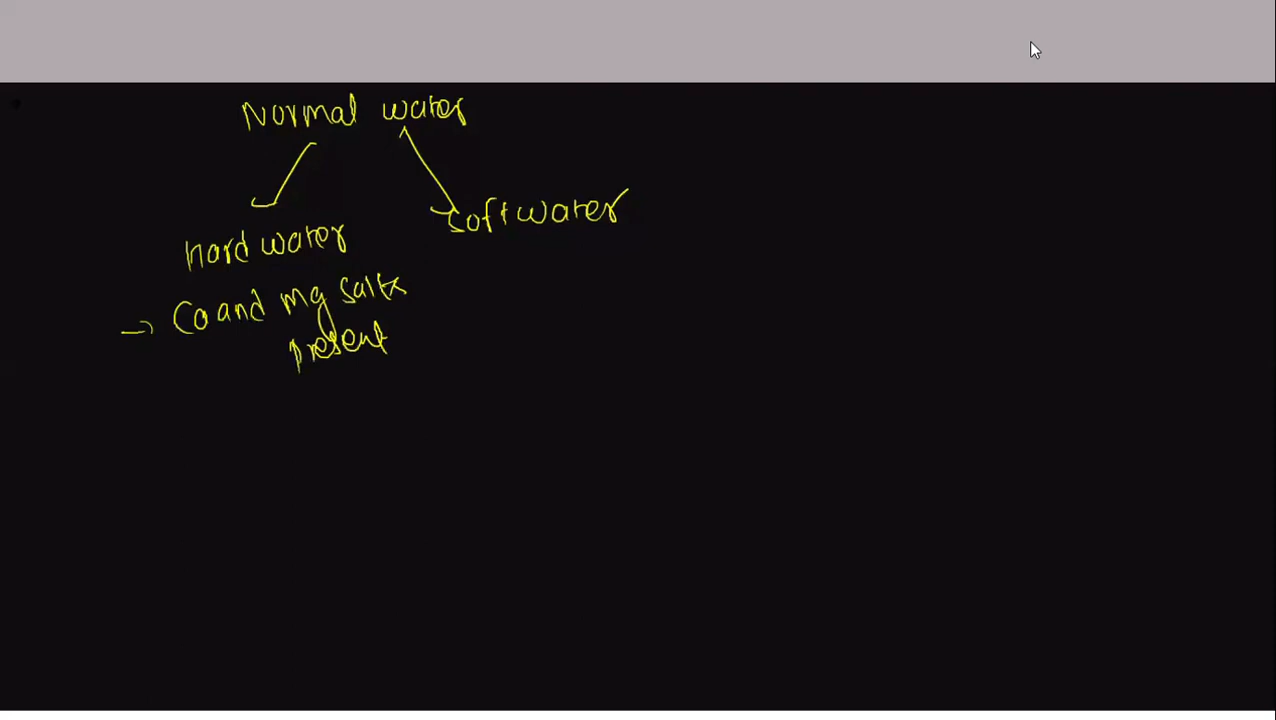 Normal water
Hard water
Soft water
→ Ca and Mg salts
present